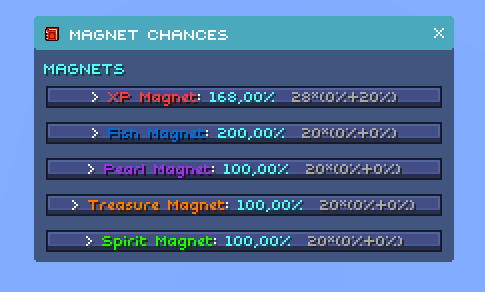 MAGNET CHANCES X
MAGNETS
> XP Magnet: 168,00% 28*(0%+20%)
> Fish Magnet: 200,00% 20*(0%+0%)
> Pearl Magnet: 100,00% 20*(0%+0%)
> Treasure Magnet: 100,00% 20*(0%+0%)
> Spirit Magnet: 100,00% 20*(0%+0%)